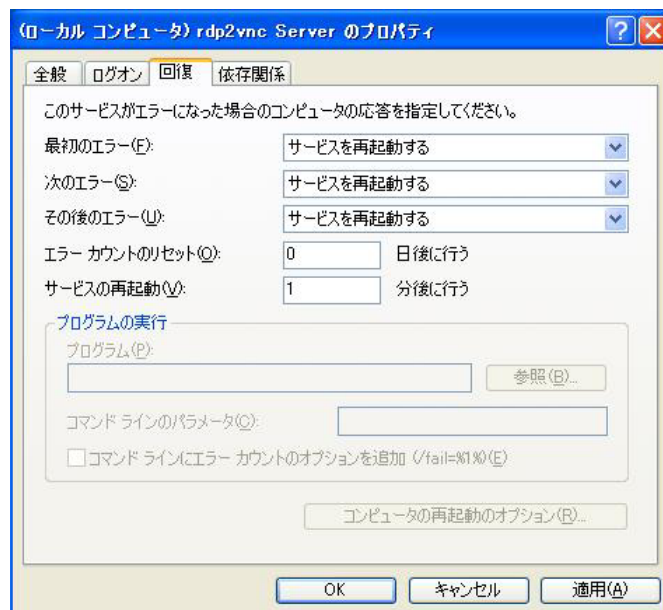 (ローカル コンピュータ) rdp2vnc Server のプロパティ
全般 ログオン 回復 依存関係
このサービスがエラーになった場合のコンピュータの応答を指定してください。
最初のエラー(F): サービスを再起動する
次のエラー(S): サービスを再起動する
その後のエラー(U): サービスを再起動する
エラー カウントのリセット(O): 0 日後に行う
サービスの再起動(V): 1 分後に行う
プログラムの実行
プログラム(P):
参照(B)...
コマンド ラインのパラメータ(C):
コマンド ラインにエラー カウントのオプションを追加 (/fail=%1%)(E)
コンピュータの再起動のオプション(R)...
OK キャンセル 適用(A)